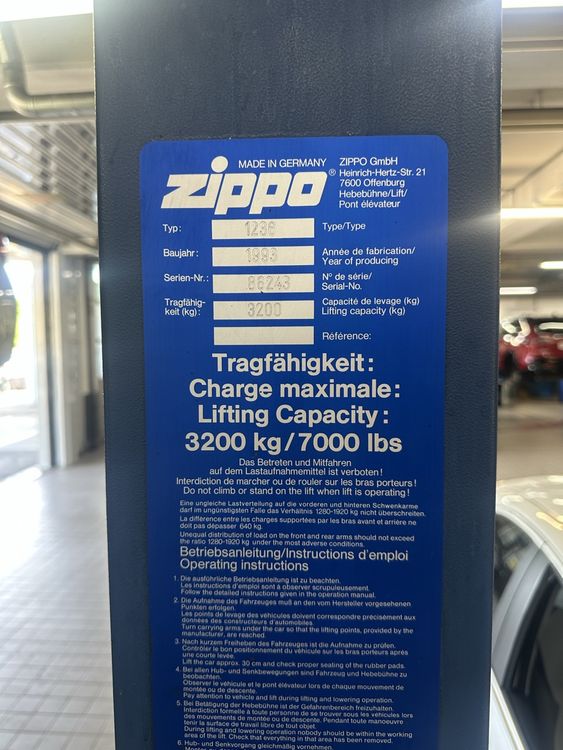 MADE IN GERMANY
zippo®
ZIPPO GmbH
Heinrich-Hertz-Str. 21
7600 Offenburg
Hebebühne/Lift/
Pont élévateur
Typ: 1236 Type/Type
Baujahr: 1993 Année de fabrication/
Year of producing
Serien-Nr.: 86243 N° de série/
Serial-No.
Tragfähig-
keit (kg): 3200 Capacité de levage (kg)
Lifting capacity (kg)
Référence:
Tragfähigkeit:
Charge maximale:
Lifting Capacity:
3200 kg/7000 lbs
Das Betreten und Mitfahren
auf dem Lastaufnahmemittel ist verboten!
Interdiction de marcher ou de rouler sur les bras porteurs!
Do not climb or stand on the lift when lift is operating!
Eine ungleiche Lastverteilung auf die vorderen und hinteren Schwenkarme
darf im ungünstigsten Falle das Verhältnis 1280-1920 kg nicht überschreiten.
La différence entre les charges supportées par les bras avant et arrière ne
doit pas dépasser 640 kg.
Unequal distribution of load on the front and rear arms should not exceed
the ratio 1280-1920 kg under the most adverse conditions.
Betriebsanleitung/Instructions d'emploi
Operating instructions
1. Die ausführliche Betriebsanleitung ist zu beachten.
Les instructions d'emploi sont à observer scrupuleusement.
Follow the detailed instructions given in the operation manual.
2. Die Aufnahme des Fahrzeuges muß an den vom Hersteller vorgesehenen
Punkten erfolgen.
Les points de levage des véhicules doivent correspondre précisément aux
données des constructeurs d'automobiles.
Turn carrying arms under the car so that the lifting points, provided by the
manufacturer, are reached.
3. Nach kurzem Freiheben des Fahrzeuges ist die Aufnahme zu prüfen.
Contrôler le bon positionnement du véhicule sur les bras porteurs après
une courte levée.
Lift the car approx. 30 cm and check proper seating of the rubber pads.
4. Bei allen Hub- und Senkbewegungen sind Fahrzeug und Hebebühne zu
beobachten.
Observer le véhicule et le pont élévateur lors de chaque mouvement de
montée ou de descente.
Pay attention to vehicle and lift during lifting and lowering operation.
5. Bei Betätigung der Hebebühne ist der Gefahrenbereich freizuhalten.
Interdiction formelle à toute personne de se trouver sous les véhicules lors
des mouvements de montée ou de descente. Pendant toute manoeuvre
tenir la surface de travail libre de tout objet.
During lifting and lowering operation nobody should be within the working
area of the lift. Check that everything in that area has been removed.
6. Hub- und Senkvorgang gleichmäßig vornehmen.